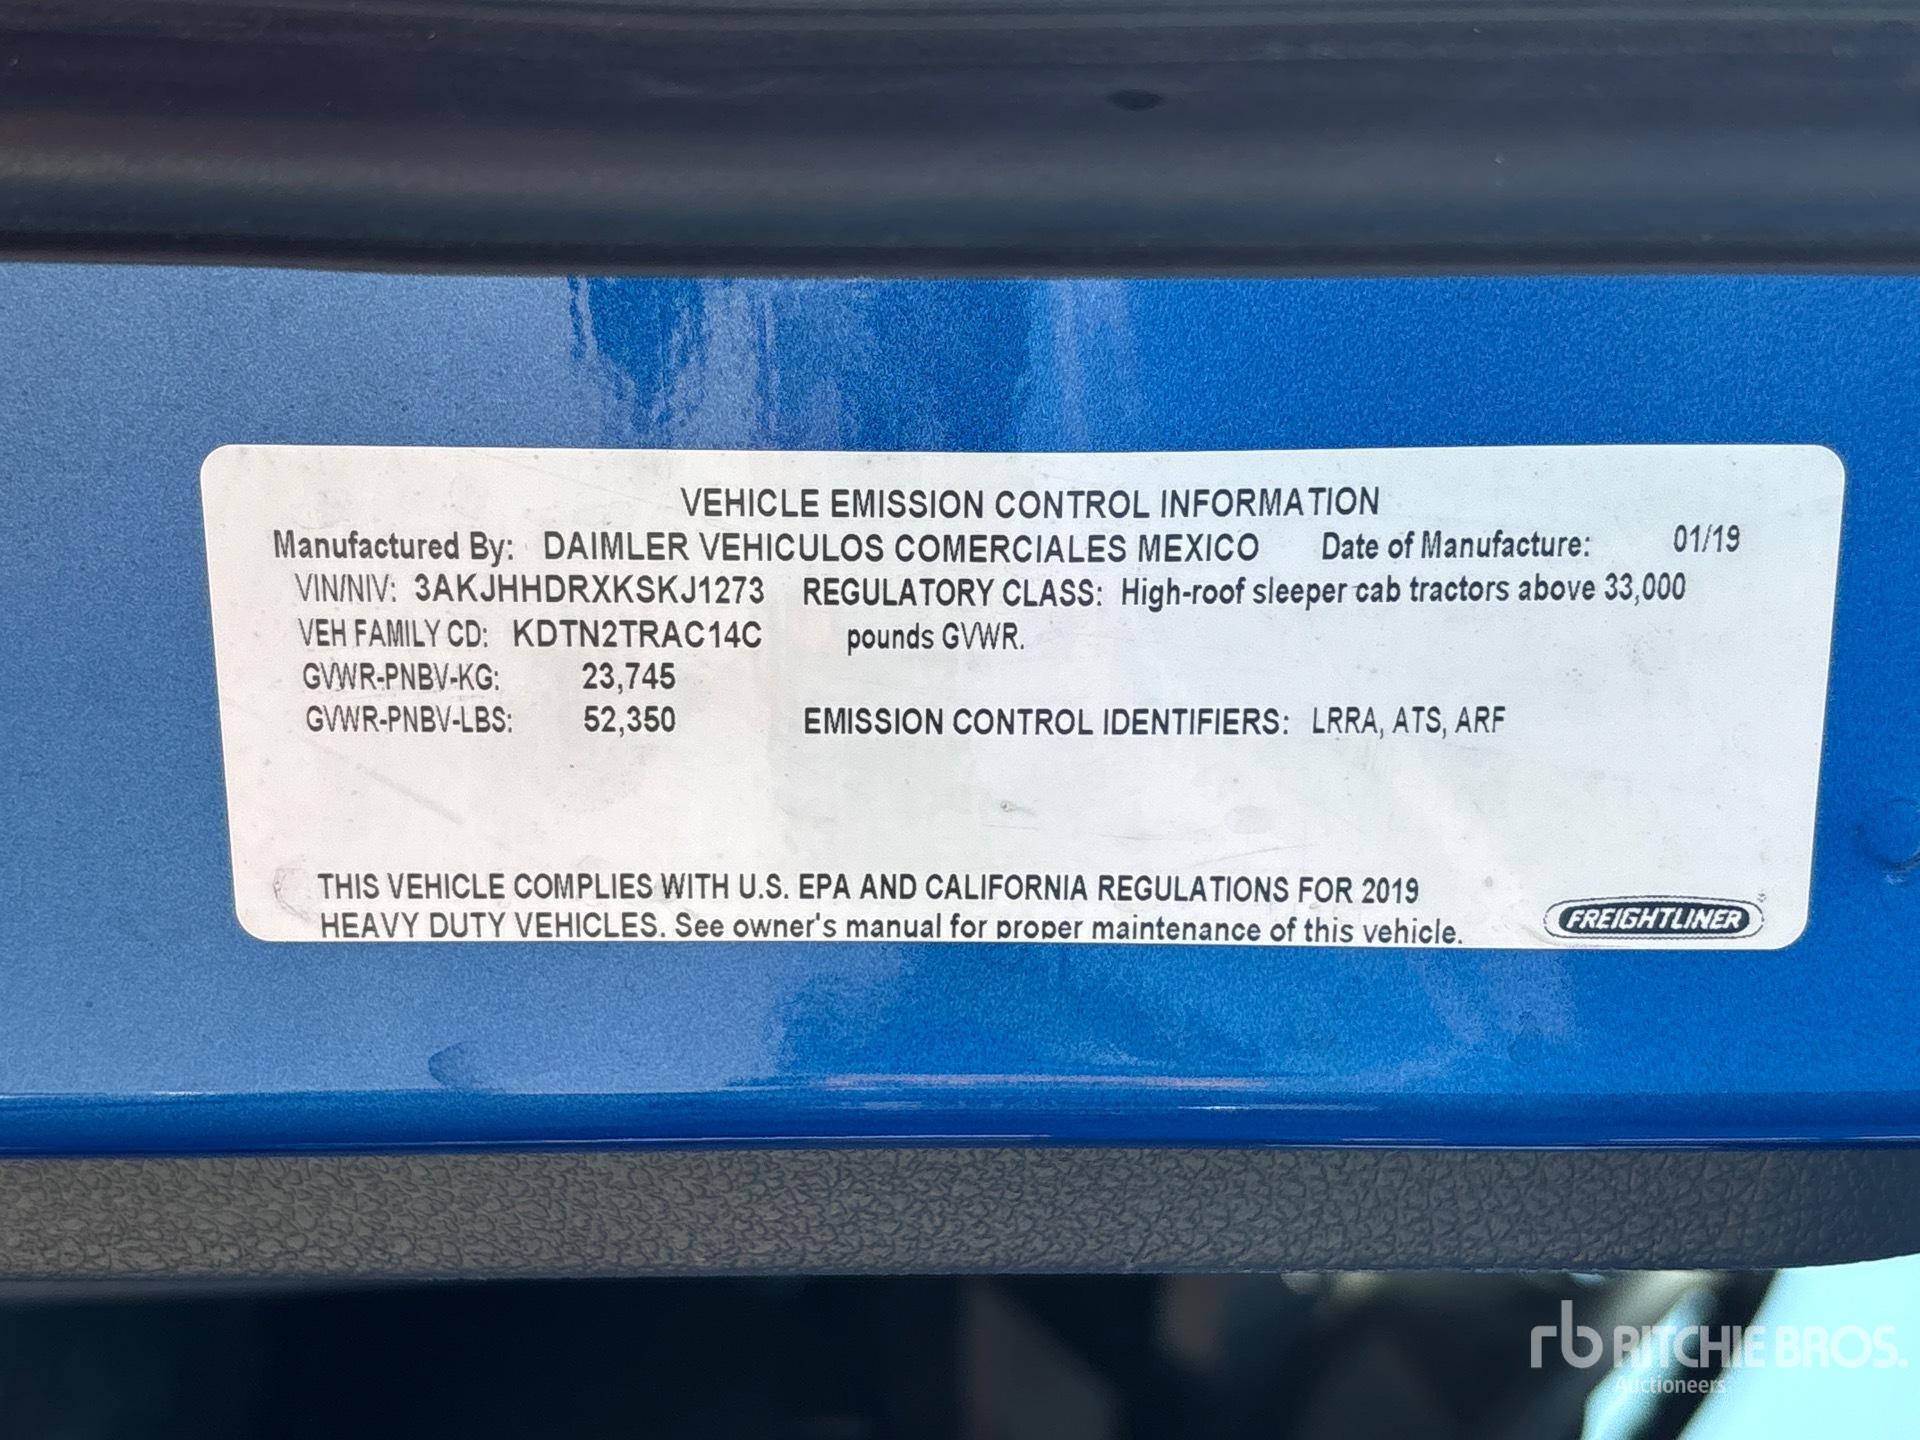 VEHICLE EMISSION CONTROL INFORMATION
Manufactured By: DAIMLER VEHICULOS COMERCIALES MEXICO Date of Manufacture: 01/19
VIN/NIV: 3AKJHHDRXKSKJ1273 REGULATORY CLASS: High-roof sleeper cab tractors above 33,000
VEH FAMILY CD: KDTN2TRAC14C pounds GVWR.
GVWR-PNBV-KG: 23,745
GVWR-PNBV-LBS: 52,350 EMISSION CONTROL IDENTIFIERS: LRRA, ATS, ARF
THIS VEHICLE COMPLIES WITH U.S. EPA AND CALIFORNIA REGULATIONS FOR 2019
HEAVY DUTY VEHICLES. See owner's manual for proper maintenance of this vehicle.
FREIGHTLINER®
rb RITCHIE BROS.
Auctioneers